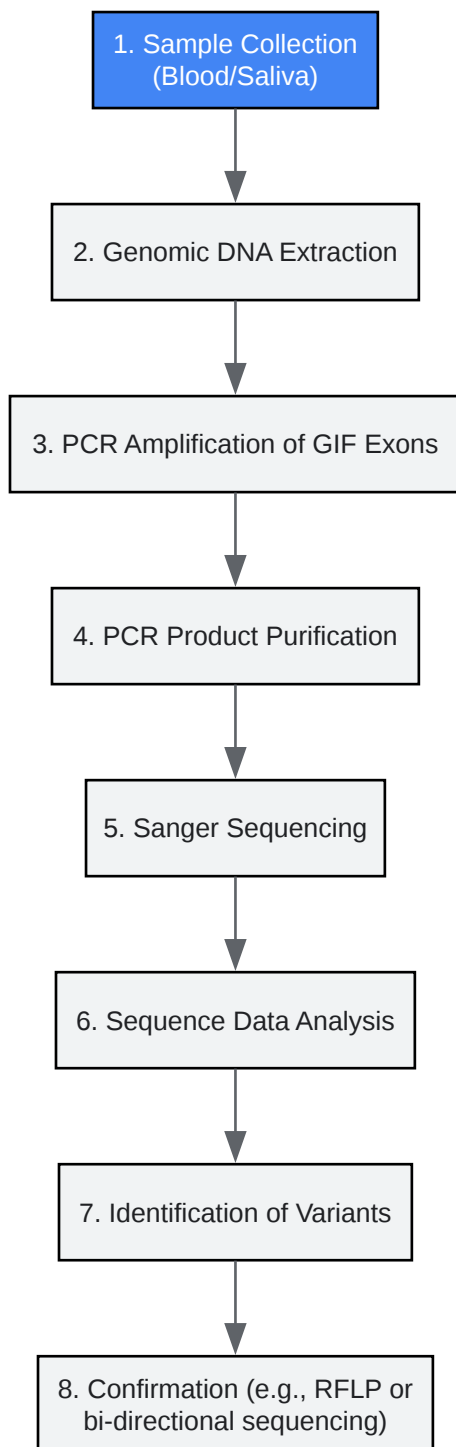 1. Sample Collection
(Blood/Saliva)
2. Genomic DNA Extraction
3. PCR Amplification of GIF Exons
4. PCR Product Purification
5. Sanger Sequencing
6. Sequence Data Analysis
7. Identification of Variants
8. Confirmation (e.g., RFLP or
bi-directional sequencing)